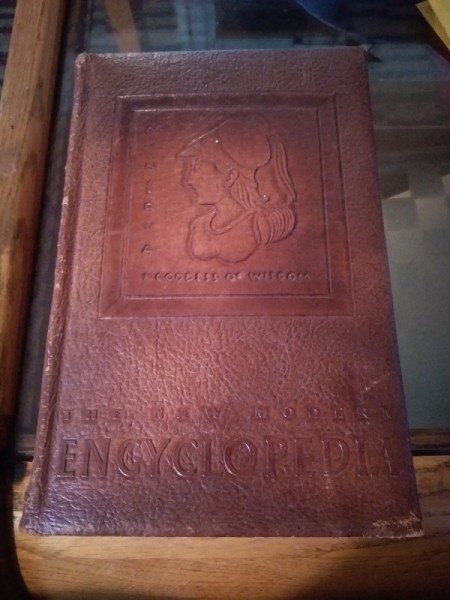 MINERVA
GODDESS OF WISDOM
THE NEW MODERN
ENCYCLOPEDIA